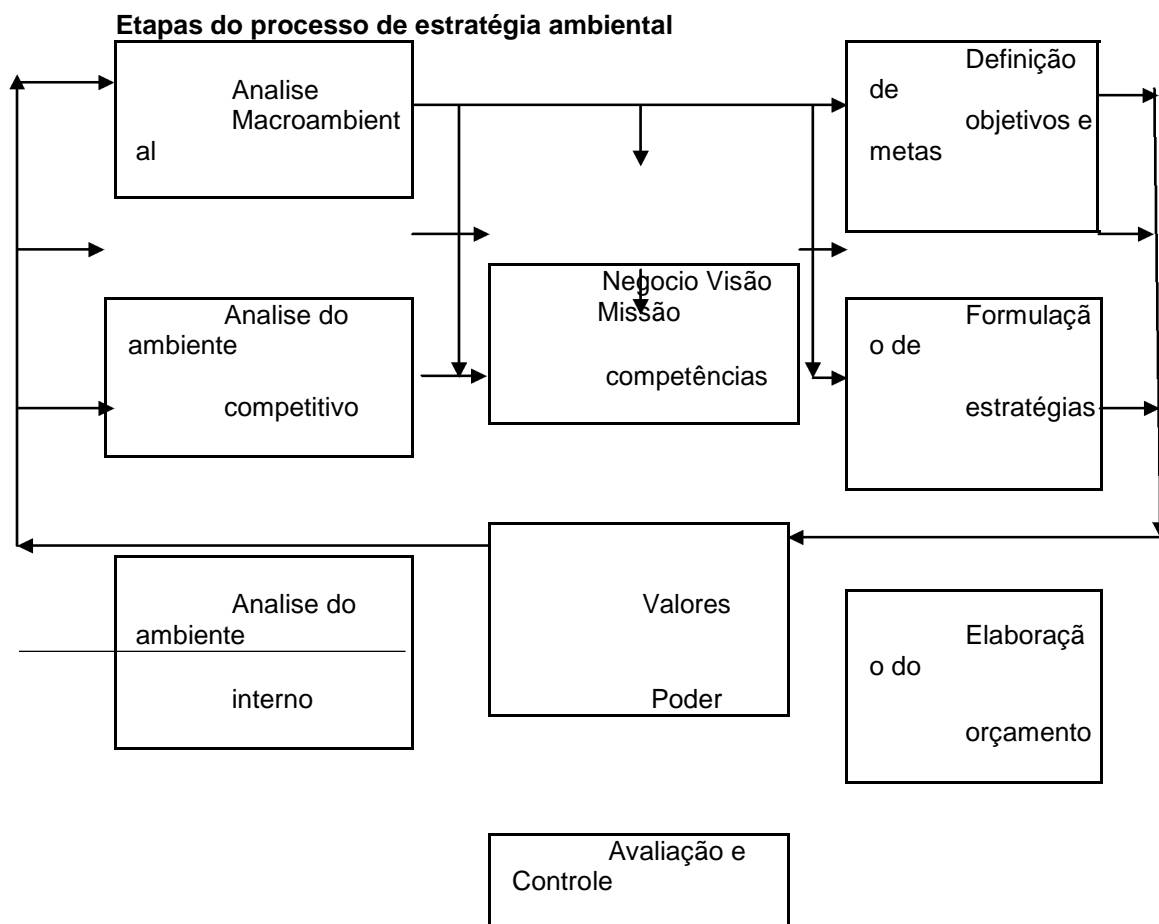 Etapas do processo de estratégia ambiental
Analise
Macroambient
al
Definição
de
objetivos e
metas
Negocio Visão
Missão
competências
Analise do
ambiente
competitivo
Formulaçã
o de
estratégias
Analise do
ambiente
interno
Valores
Poder
Elaboraçã
o do
orçamento
Avaliação e
Controle